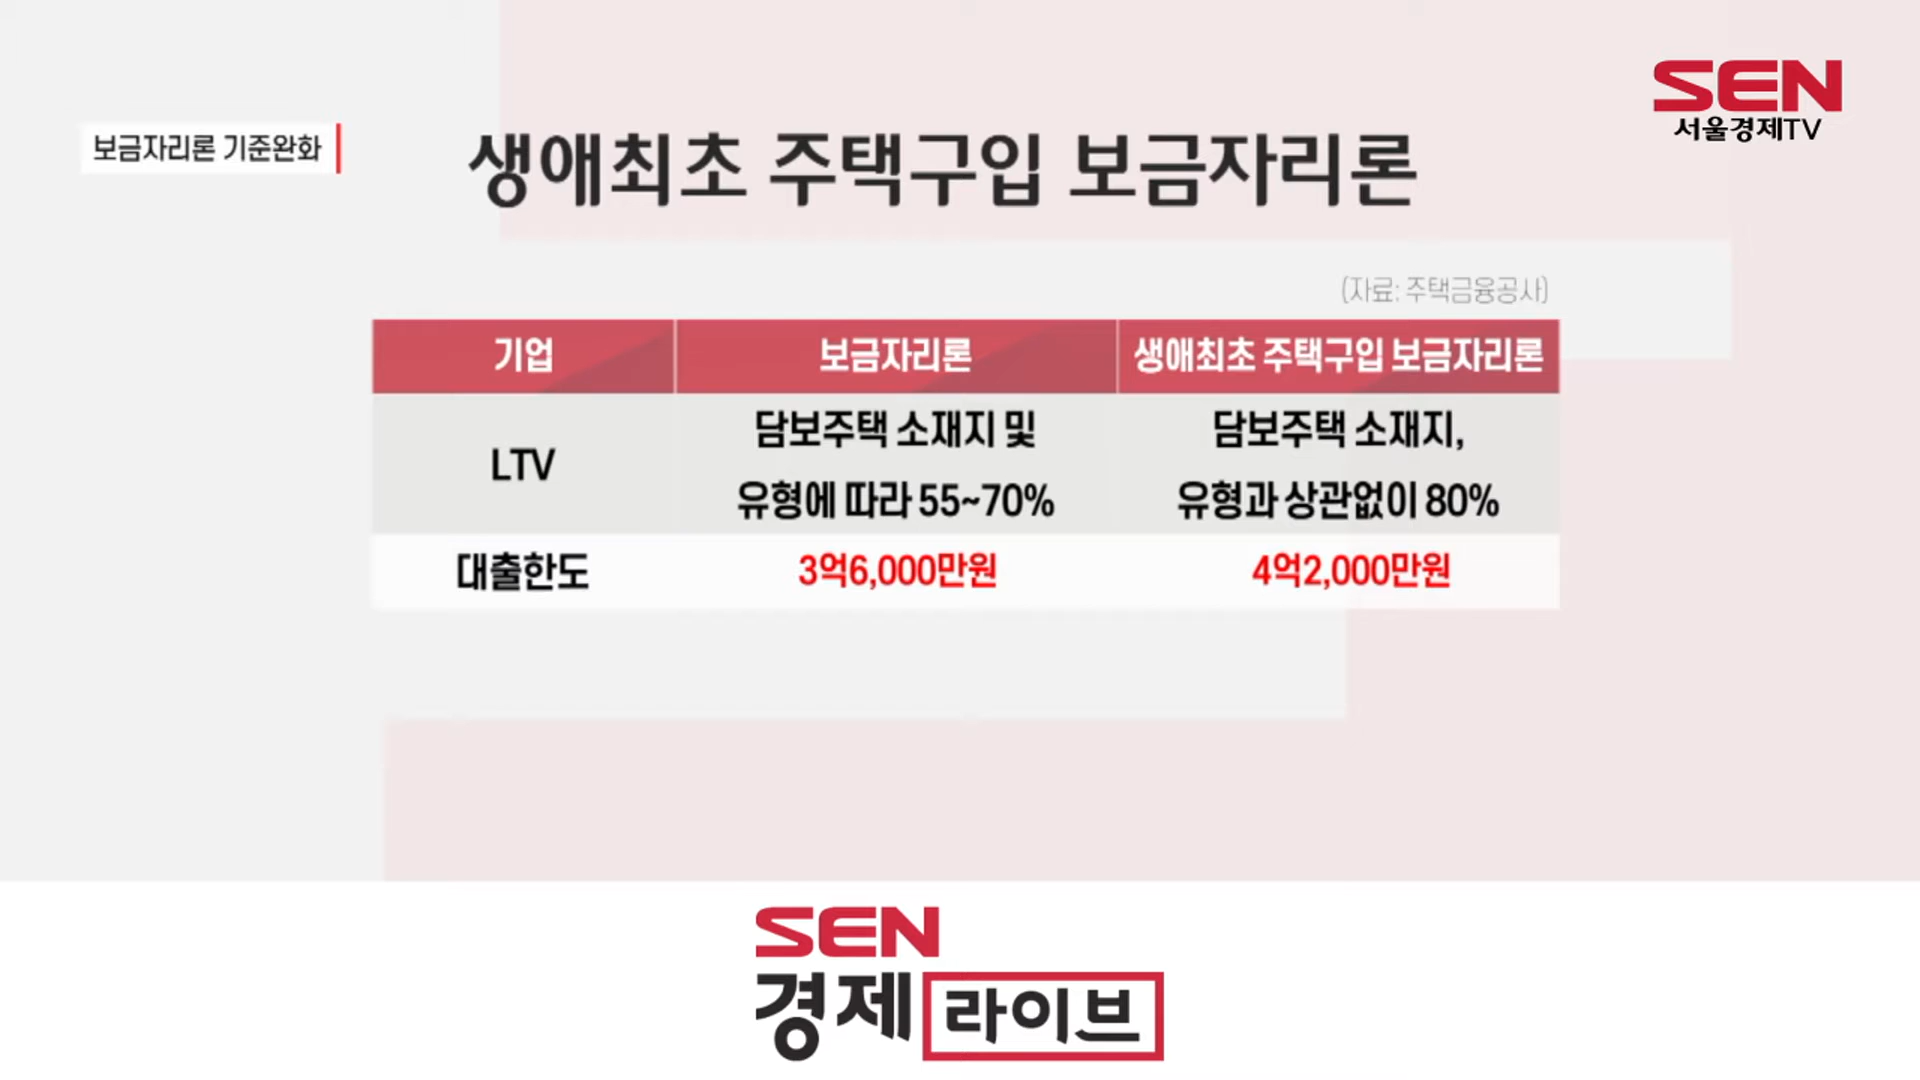 SEN
서울경제TV
보금자리론 기준완화
생애최초 주택구입 보금자리론
(자료: 주택금융공사)
기업 보금자리론 생애최초 주택구입 보금자리론
LTV
담보주택 소재지 및
유형에 따라 55~70%
담보주택 소재지,
유형과 상관없이 80%
대출한도 3억6,000만원 4억2,000만원
SEN
경제라이브